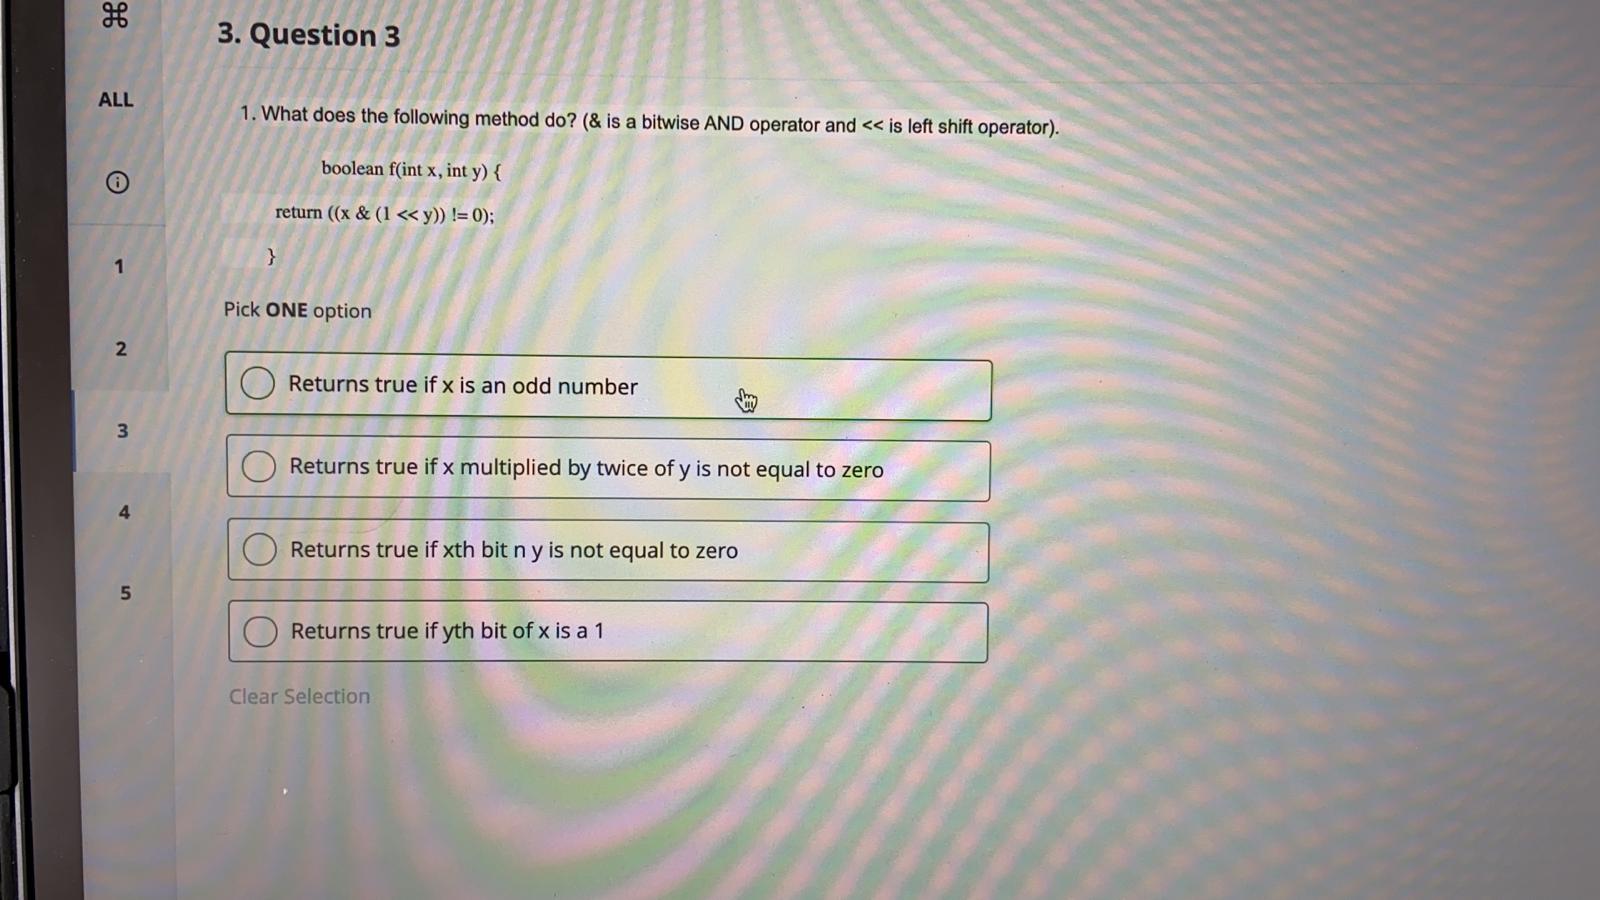 3. Question 3
ALL
1. What does the following method do? (& is a bitwise AND operator and << is left shift operator).
boolean f(int x, int y) {
return ((x & (1 << y)) != 0);
}
1
2
3
4
5
Pick ONE option
Returns true if x is an odd number
Returns true if x multiplied by twice of y is not equal to zero
Returns true if xth bit n y is not equal to zero
Returns true if yth bit of x is a 1
Clear Selection